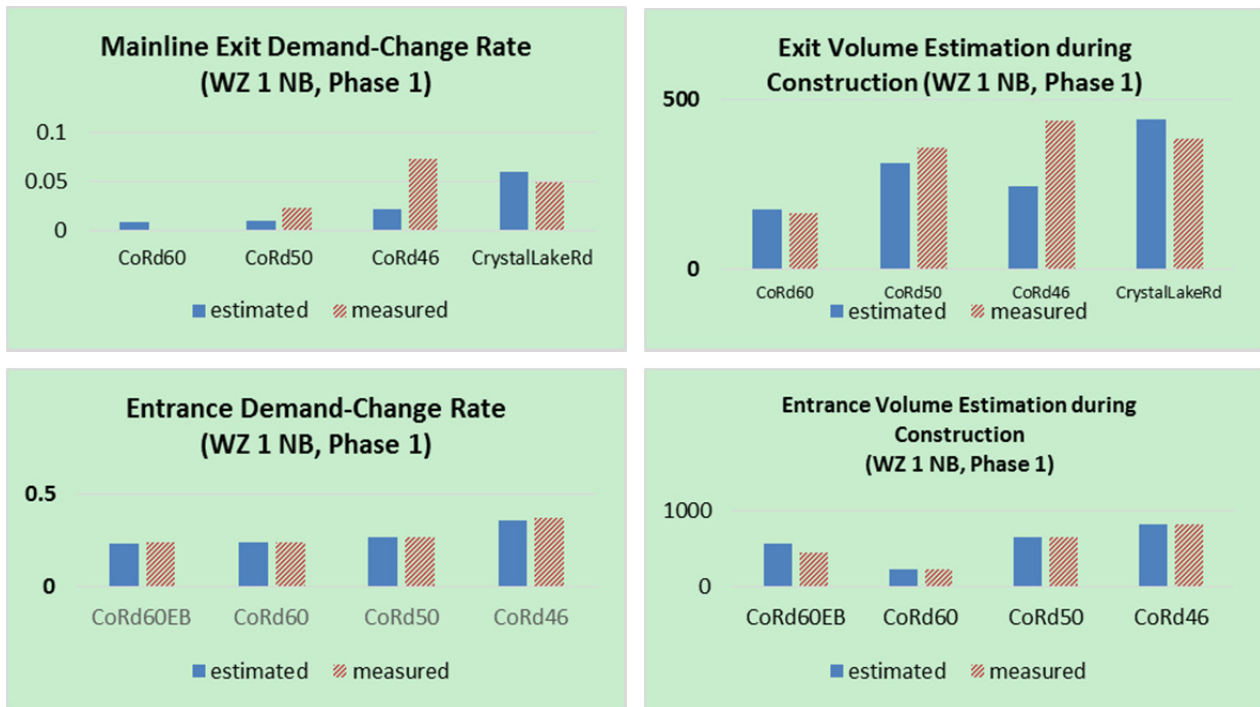 Mainline Exit Demand-Change Rate
(WZ 1 NB, Phase 1)
0.1
0.05
0
CoRd60 CoRd50 CoRd46 CrystalLakeRd
estimated measured
Exit Volume Estimation during
Construction (WZ 1 NB, Phase 1)
500
0
CoRd60 CoRd50 CoRd46 CrystalLakeRd
estimated measured
Entrance Demand-Change Rate
(WZ 1 NB, Phase 1)
0.5
0
CoRd60EB CoRd60 CoRd50 CoRd46
estimated measured
Entrance Volume Estimation during
Construction
(WZ 1 NB, Phase 1)
1000
0
CoRd60EB CoRd60 CoRd50 CoRd46
estimated measured